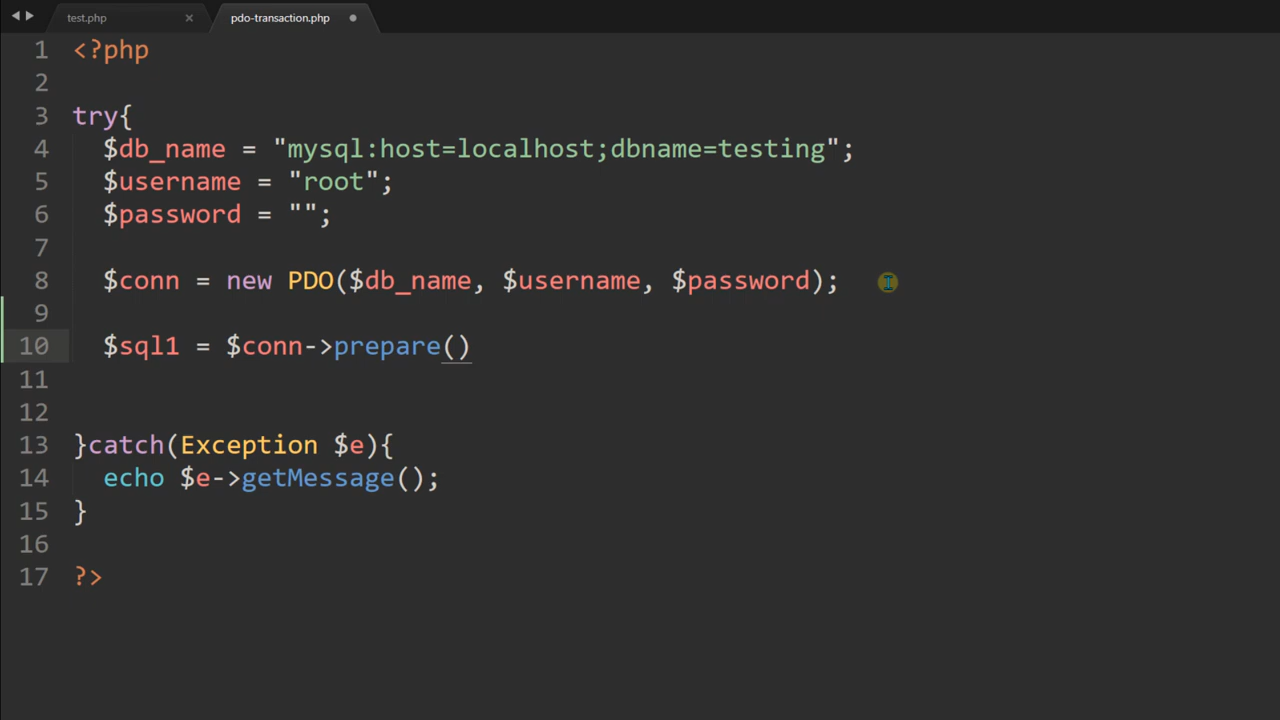 test.php × pdo-transaction.php
1 <?php
2
3 try{
4 $db_name = "mysql:host=localhost;dbname=testing";
5 $username = "root";
6 $password = "";
7
8 $conn = new PDO($db_name, $username, $password);
9
10 $sql1 = $conn->prepare()
11
12
13 }catch(Exception $e){
14 echo $e->getMessage();
15 }
16
17 ?>